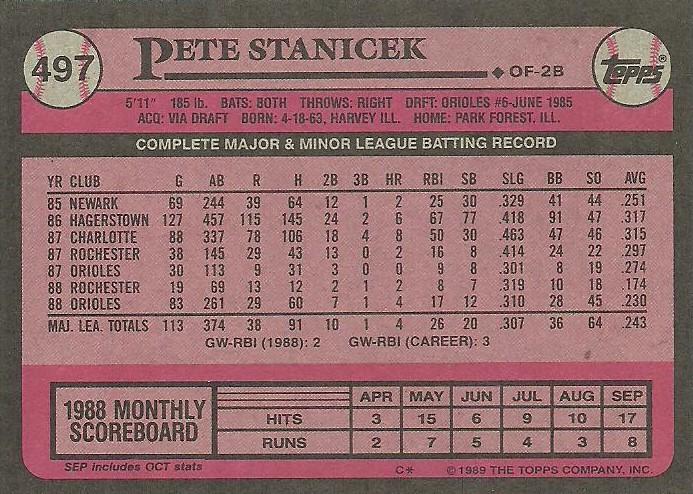 497
PETE STANICEK
OF-2B
TOPPS®
5'11" 185 lb. BATS: BOTH THROWS: RIGHT DRFT: ORIOLES #6-JUNE 1985
ACQ: VIA DRAFT BORN: 4-18-63, HARVEY ILL. HOME: PARK FOREST, ILL.
COMPLETE MAJOR & MINOR LEAGUE BATTING RECORD
YR CLUB G AB R H 2B 3B HR RBI SB SLG BB SO AVG
85 NEWARK 69 244 39 64 12 1 2 25 30 .329 41 44 .251
86 HAGERSTOWN 127 457 115 145 24 2 6 67 77 .418 91 47 .317
87 CHARLOTTE 88 337 78 106 18 4 8 50 30 .463 47 46 .315
87 ROCHESTER 38 145 29 43 13 0 2 16 8 .414 24 22 .297
87 ORIOLES 30 113 9 31 3 0 0 9 8 .301 8 19 .274
88 ROCHESTER 19 69 13 12 2 1 2 8 7 .319 10 18 .174
88 ORIOLES 83 261 29 60 7 1 4 17 12 .310 28 45 .230
MAJ. LEA. TOTALS 113 374 38 91 10 1 4 26 20 .307 36 64 .243
GW-RBI (1988): 2 GW-RBI (CAREER): 3
1988 MONTHLY
SCOREBOARD
APR MAY JUN JUL AUG SEP
HITS 3 15 6 9 10 17
RUNS 2 7 5 4 3 8
SEP includes OCT stats
C* ©1989 THE TOPPS COMPANY, INC.